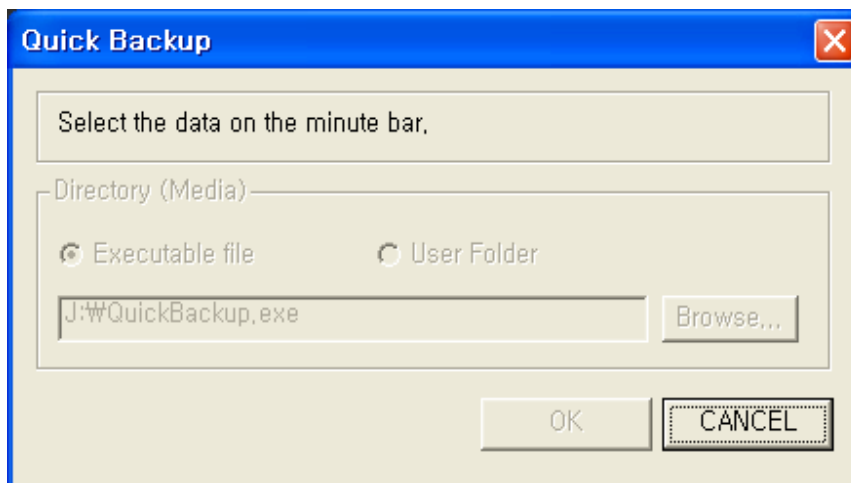 Quick Backup
Select the data on the minute bar,
Directory (Media)
Executable file User Folder
J:₩QuickBackup,exe Browse,,,
OK CANCEL